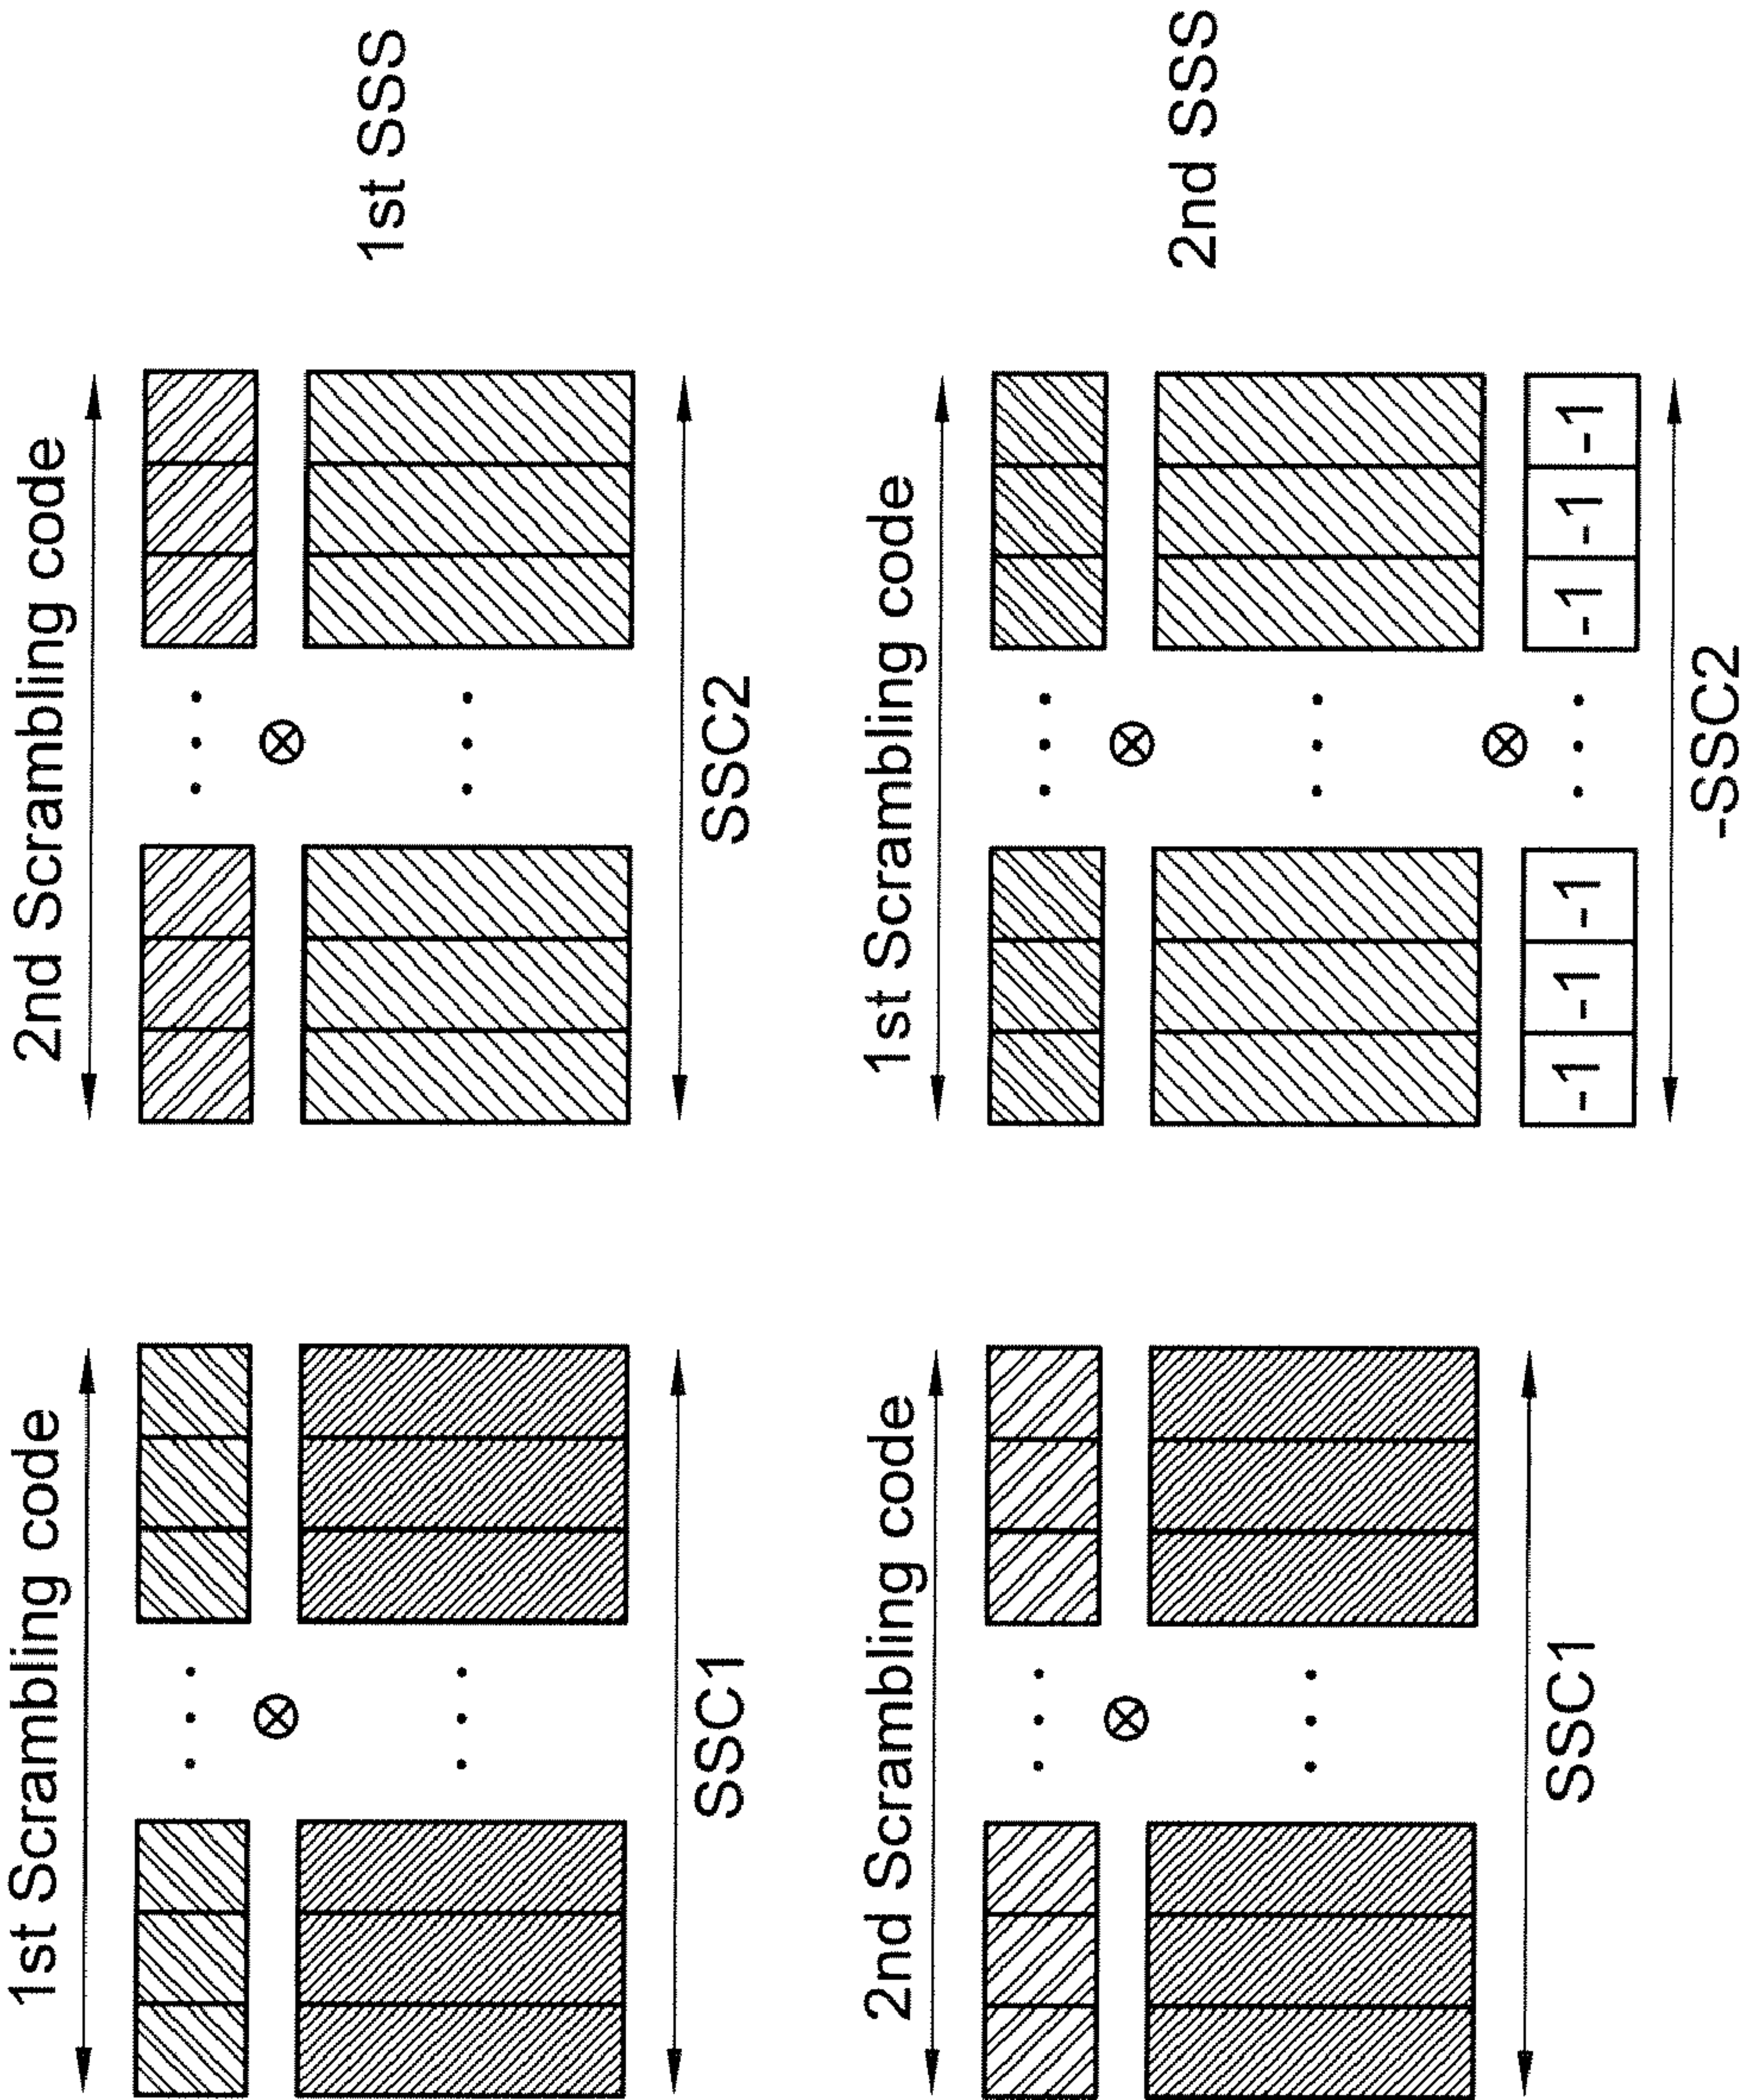 1st Scrambling code
2nd Scrambling code
SSC1
SSC2
1st SSS
2nd Scrambling code
1st Scrambling code
-1 -1 -1 -1 -1 -1
SSC1
-SSC2
2nd SSS